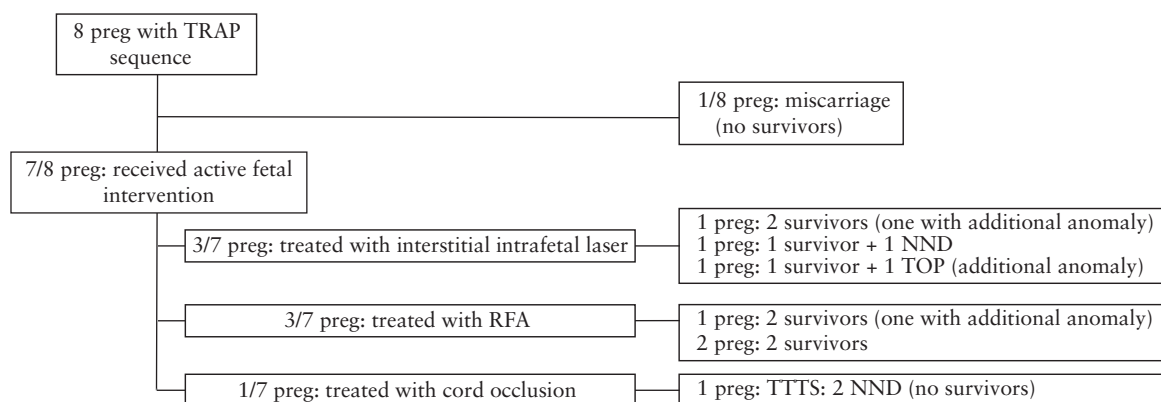 8 preg with TRAP
sequence
1/8 preg: miscarriage
(no survivors)
7/8 preg: received active fetal
intervention
3/7 preg: treated with interstitial intrafetal laser
1 preg: 2 survivors (one with additional anomaly)
1 preg: 1 survivor + 1 NND
1 preg: 1 survivor + 1 TOP (additional anomaly)
3/7 preg: treated with RFA
1 preg: 2 survivors (one with additional anomaly)
2 preg: 2 survivors
1/7 preg: treated with cord occlusion
1 preg: TTTS: 2 NND (no survivors)